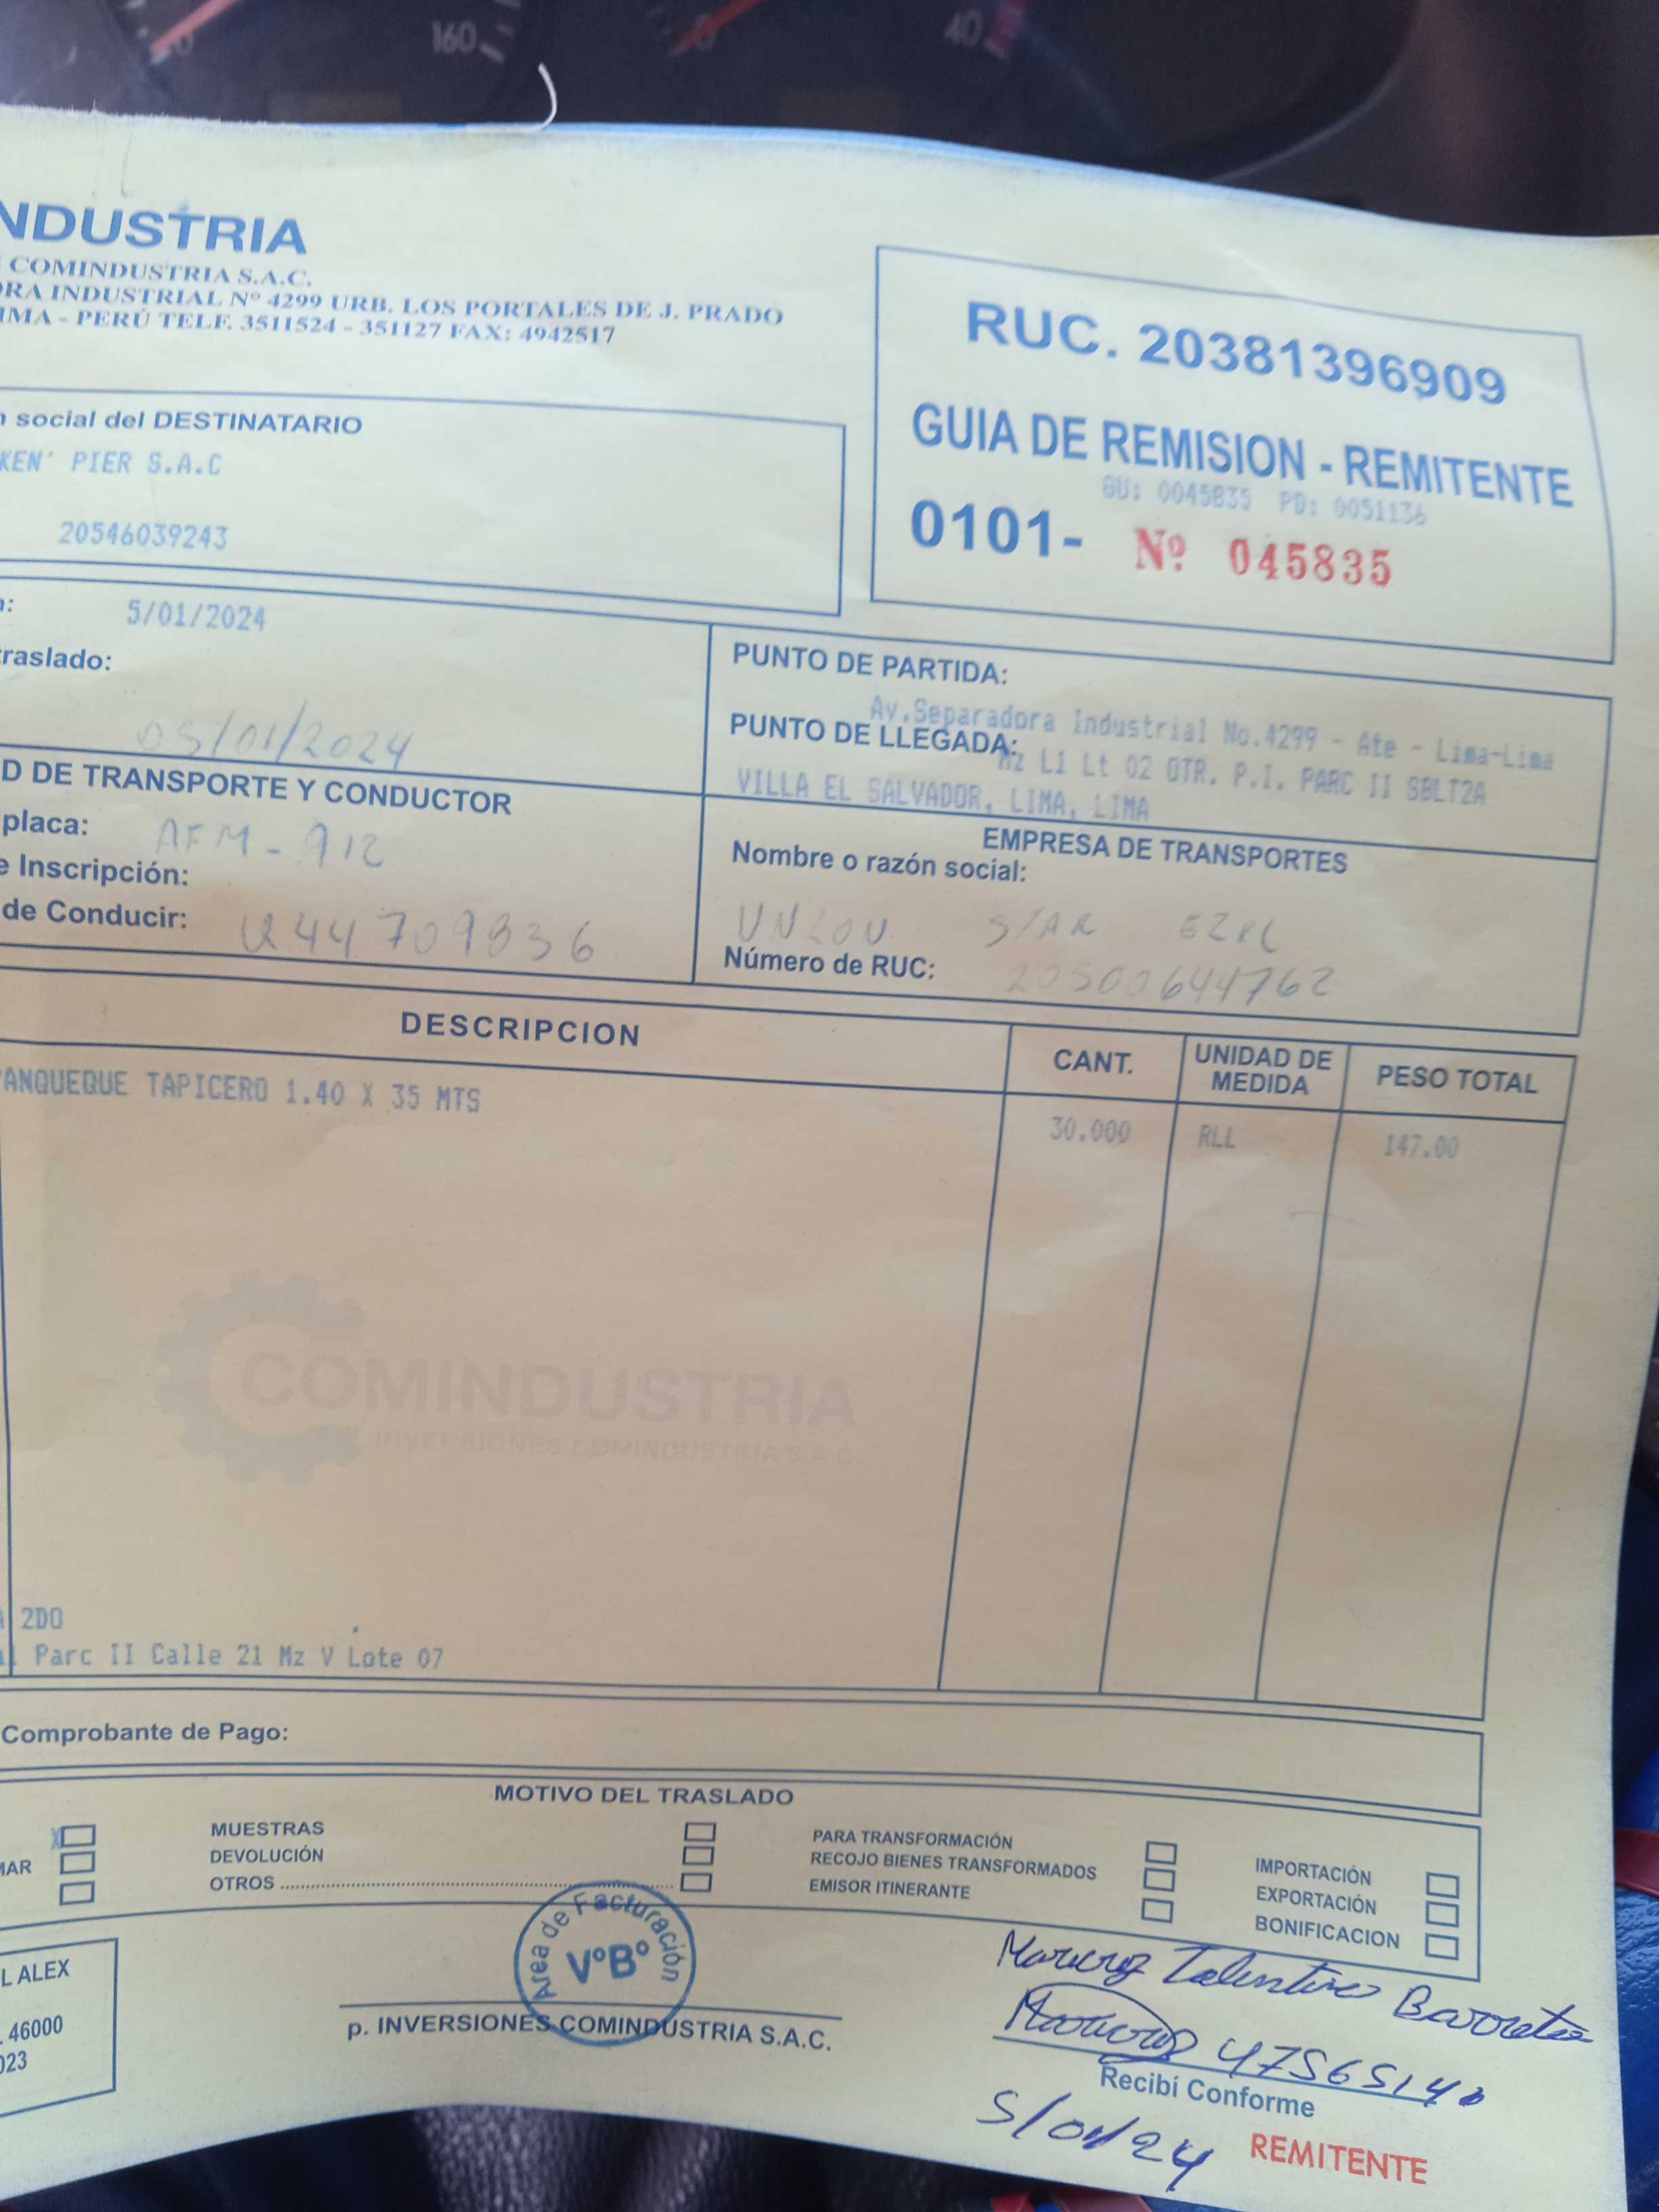 160
40
NDUSTRIA
COMINDUSTRIA S.A.C.
RA INDUSTRIAL Nº 4299 URB. LOS PORTALES DE J. PRADO
IMA - PERÚ TELF. 3511524 - 351127 FAX: 4942517
RUC. 20381396909
GUIA DE REMISION - REMITENTE
GU: 0045835 PD: 0051136
0101- Nº 045835
social del DESTINATARIO
KEN' PIER S.A.C
20546039243
5/01/2024
raslado:
05/01/2024
PUNTO DE PARTIDA:
Av.Separadora Industrial No.4299 - Ate - Lima-Lima
PUNTO DE LLEGADA:
Mz L1 Lt 02 OTR. P.I. PARC II SBLT2A
VILLA EL SALVADOR, LIMA, LIMA
D DE TRANSPORTE Y CONDUCTOR
placa: AFM-912
e Inscripción:
de Conducir: Q44709836
EMPRESA DE TRANSPORTES
Nombre o razón social:
STAR
Número de RUC: 20500644762
DESCRIPCION CANT. UNIDAD DE MEDIDA PESO TOTAL
ANQUEQUE TAPICERO 1.40 X 35 MTS 30.000 RLL 147.00
COMINDUSTRIA
INVERSIONES COMINDUSTRIA S.A.C.
2DO
Parc II Calle 21 Mz V Lote 07
Comprobante de Pago:
MOTIVO DEL TRASLADO
X
MAR
MUESTRAS
DEVOLUCIÓN
OTROS
PARA TRANSFORMACIÓN
RECOJO BIENES TRANSFORMADOS
EMISOR ITINERANTE
IMPORTACIÓN
EXPORTACIÓN
BONIFICACION
L ALEX
46000
023
Area de Facturación
VºBº
p. INVERSIONES COMINDUSTRIA S.A.C.
Maricruz Talentino Barreto
Maricruz 47565140
Recibí Conforme
5/01/24
REMITENTE